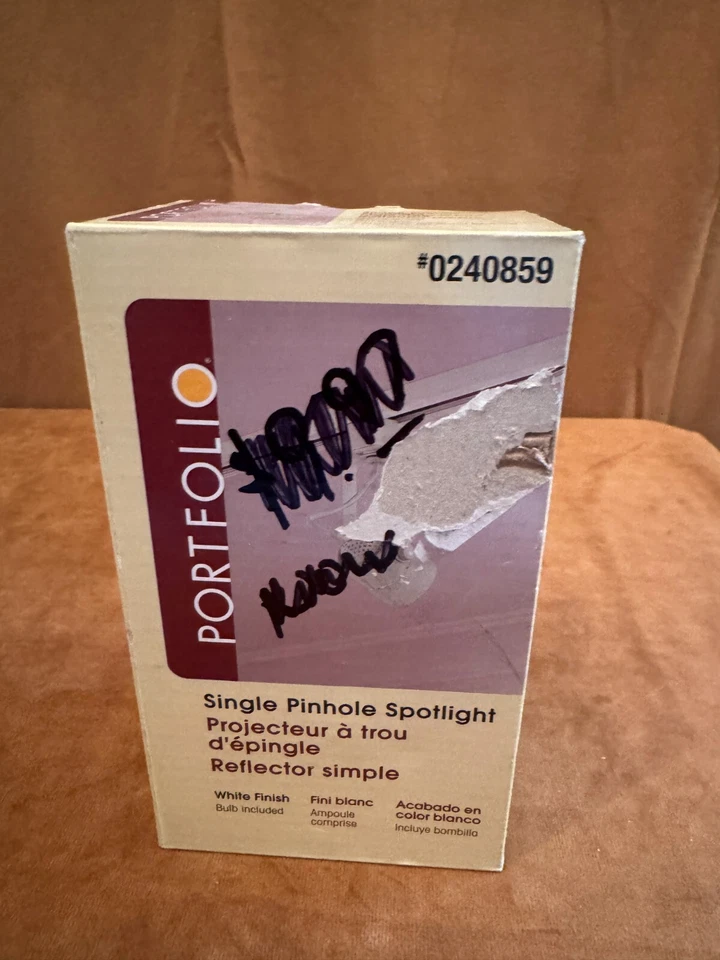 #0240859
PORTFOLIO
Single Pinhole Spotlight
Projecteur à trou
d'épingle
Reflector simple
White Finish
Bulb included
Fini blanc
Ampoule
comprise
Acabado en
color blanco
Incluye bombilla